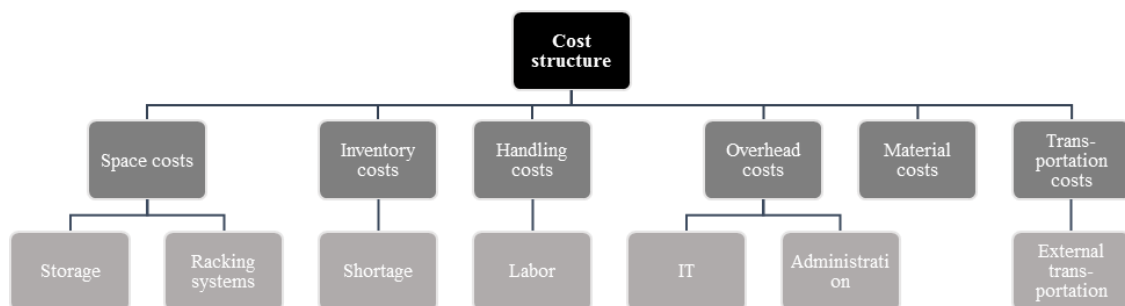 Cost
structure
Space costs
Inventory
costs
Handling
costs
Overhead
costs
Material
costs
Trans-
portation
costs
Storage
Racking
systems
Shortage
Labor
IT
Administrati
on
External
trans-
portation